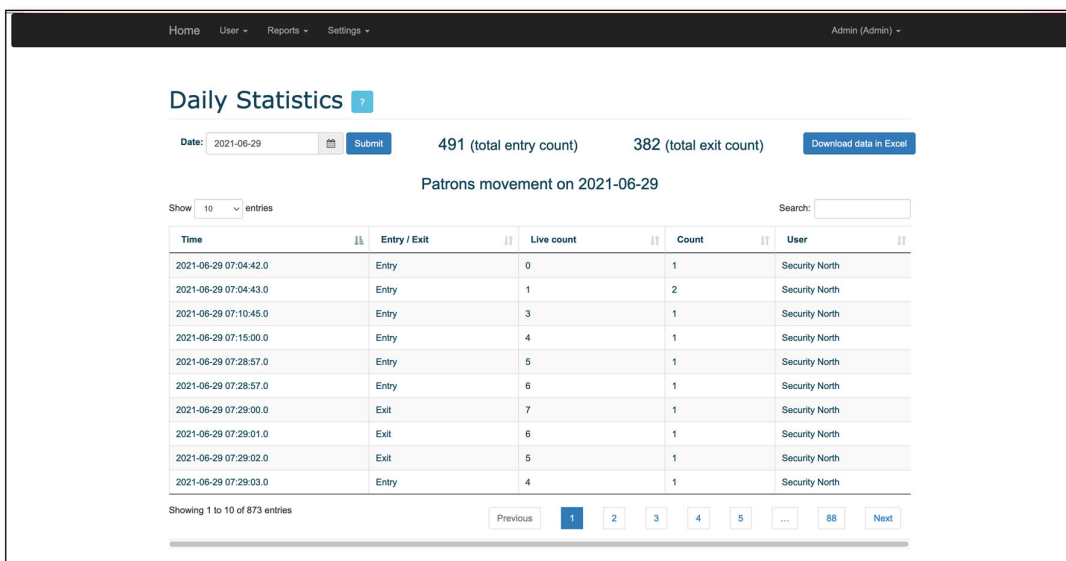 Home User Reports Settings Admin (Admin)
Daily Statistics ?
Date: 2021-06-29 Submit 491 (total entry count) 382 (total exit count) Download data in Excel
Patrons movement on 2021-06-29
Show 10 entries Search:
Time Entry / Exit Live count Count User
2021-06-29 07:04:42.0 Entry 0 1 Security North
2021-06-29 07:04:43.0 Entry 1 2 Security North
2021-06-29 07:10:45.0 Entry 3 1 Security North
2021-06-29 07:15:00.0 Entry 4 1 Security North
2021-06-29 07:28:57.0 Entry 5 1 Security North
2021-06-29 07:28:57.0 Entry 6 1 Security North
2021-06-29 07:29:00.0 Exit 7 1 Security North
2021-06-29 07:29:01.0 Exit 6 1 Security North
2021-06-29 07:29:02.0 Exit 5 1 Security North
2021-06-29 07:29:03.0 Entry 4 1 Security North
Showing 1 to 10 of 873 entries Previous 1 2 3 4 5 … 88 Next